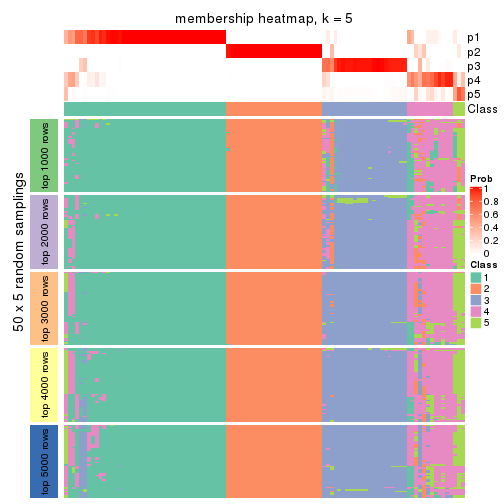 membership heatmap, k = 5
p1
p2
p3
p4
p5
Class
50 x 5 random samplings
top 1000 rows
top 2000 rows
top 3000 rows
top 4000 rows
top 5000 rows
Prob
1
0.8
0.6
0.4
0.2
0
Class
1
2
3
4
5